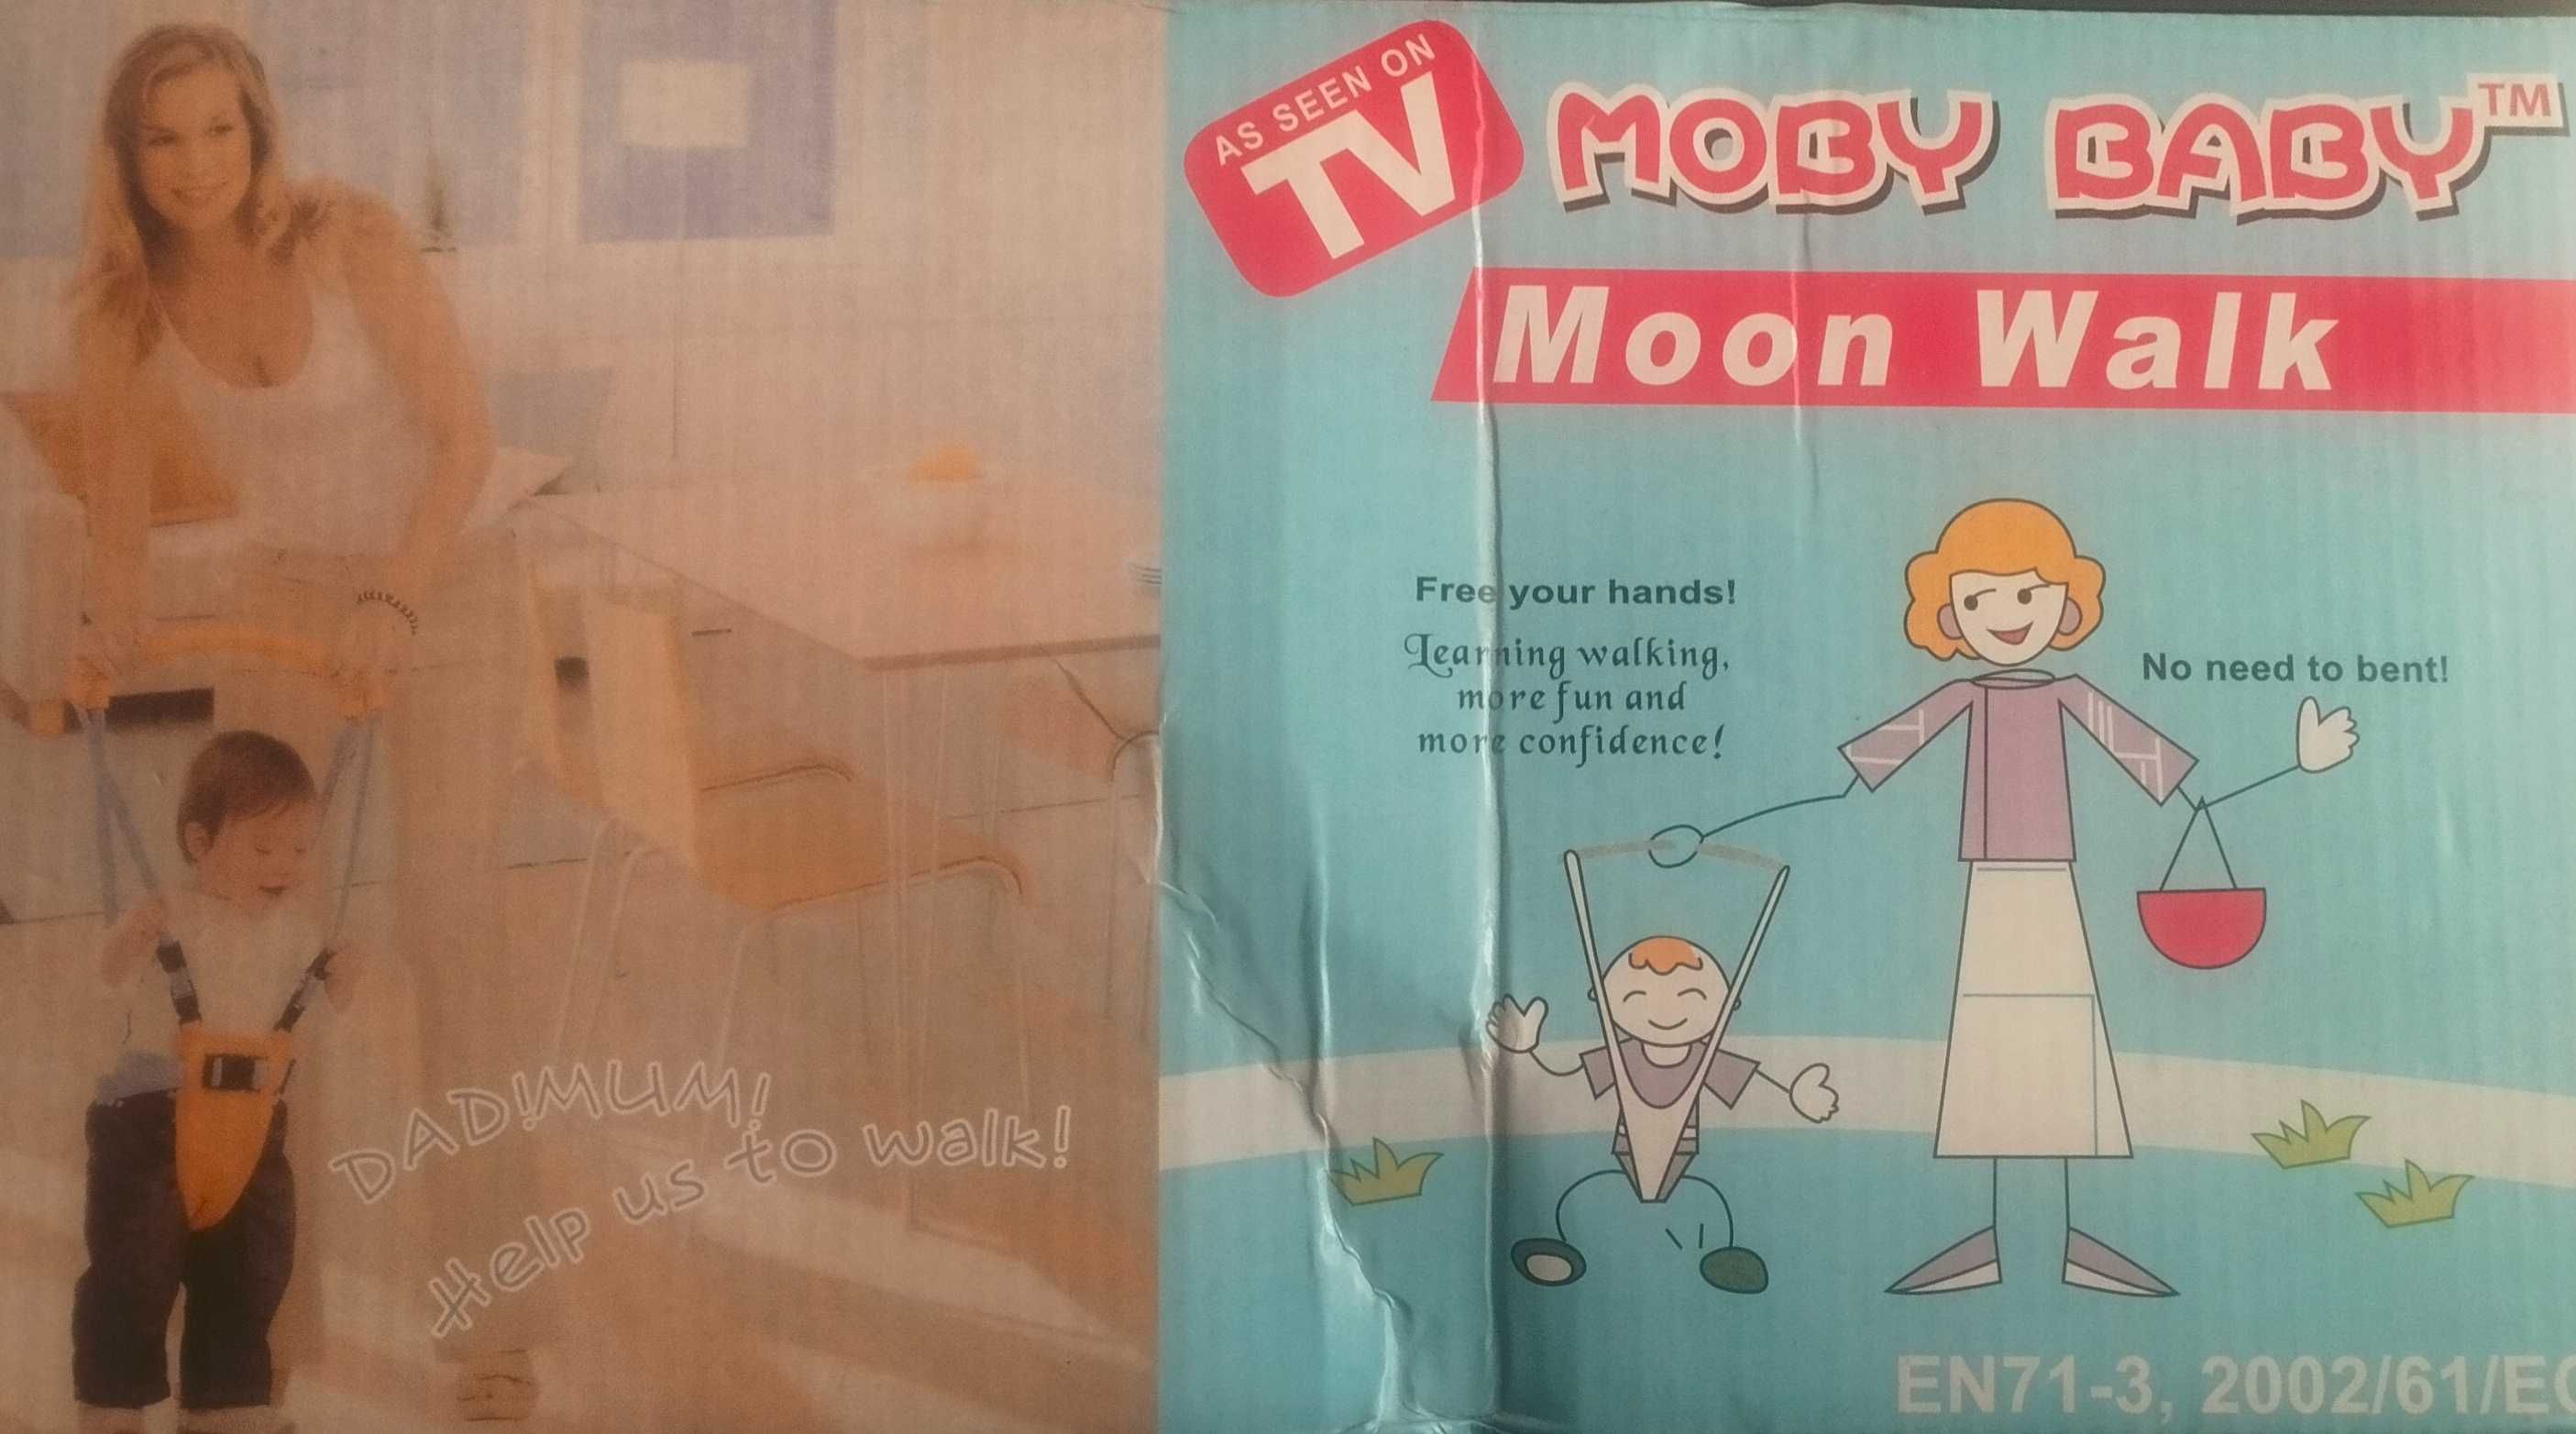 DAD!MUM!
Help us to walk!
AS SEEN ON
TV
MOBY BABY™
Moon Walk
Free your hands!
Learning walking,
more fun and
more confidence!
No need to bent!
EN71-3, 2002/61/EC